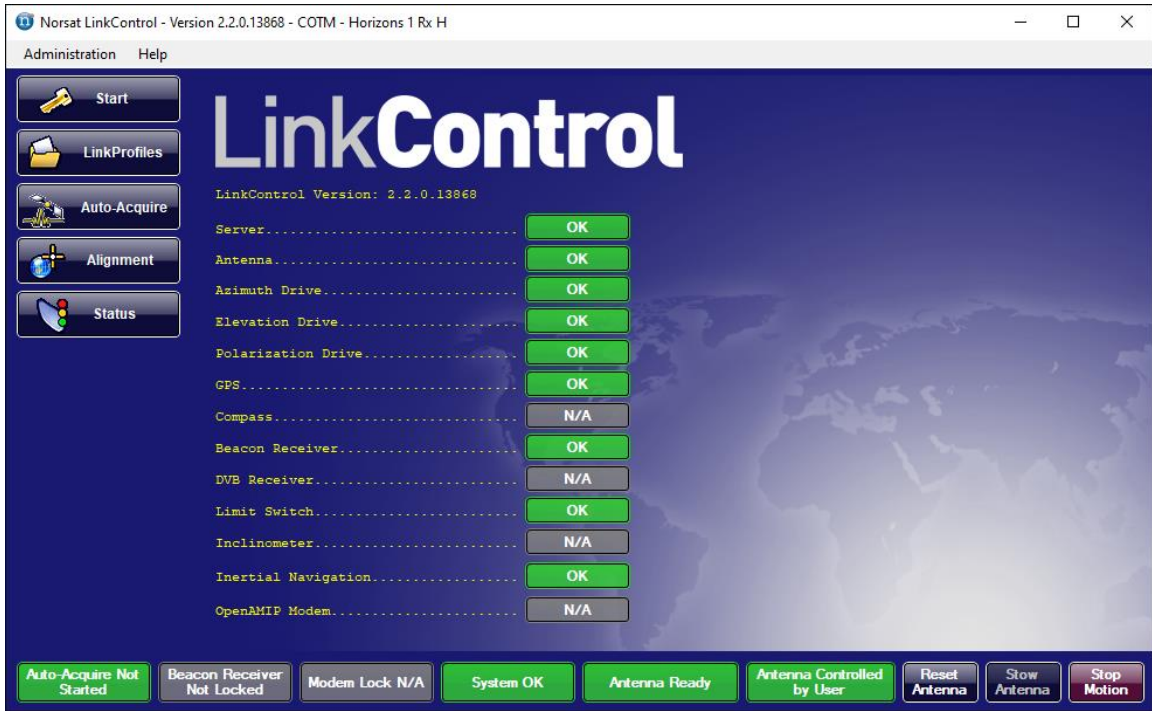 Norsat LinkControl - Version 2.2.0.13868 - COTM - Horizons 1 Rx H
Administration Help
Start
LinkProfiles
Auto-Acquire
Alignment
Status
LinkControl
LinkControl Version: 2.2.0.13868
Server............................... OK
Antenna.............................. OK
Azimuth Drive........................ OK
Elevation Drive...................... OK
Polarization Drive................... OK
GPS.................................. OK
Compass.............................. N/A
Beacon Receiver...................... OK
DVB Receiver......................... N/A
Limit Switch......................... OK
Inclinometer......................... N/A
Inertial Navigation.................. OK
OpenAMIP Modem....................... N/A
Auto-Acquire Not Started
Beacon Receiver Not Locked
Modem Lock N/A
System OK
Antenna Ready
Antenna Controlled by User
Reset Antenna
Stow Antenna
Stop Motion